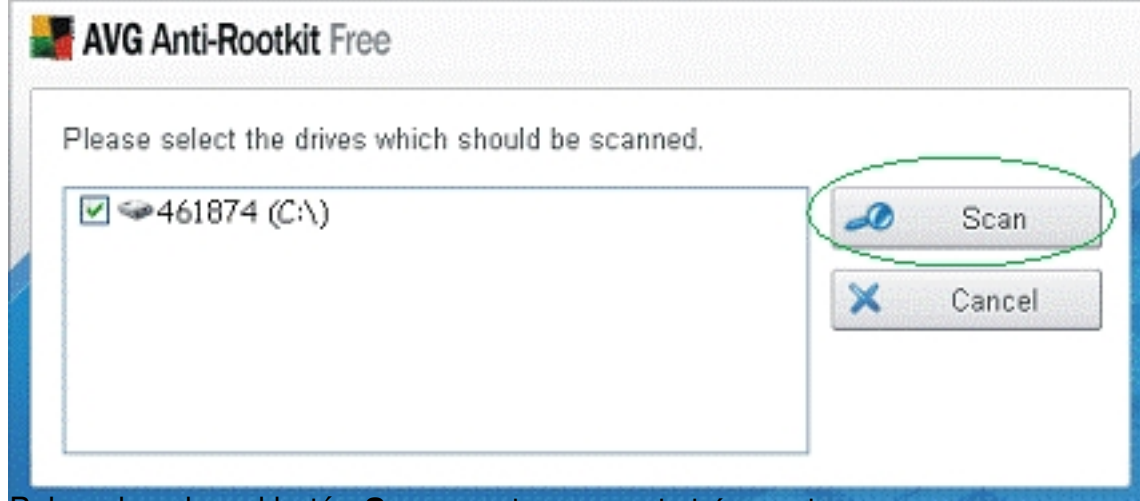 AVG Anti-Rootkit Free
Please select the drives which should be scanned.
461874 (C:\)
Scan
Cancel